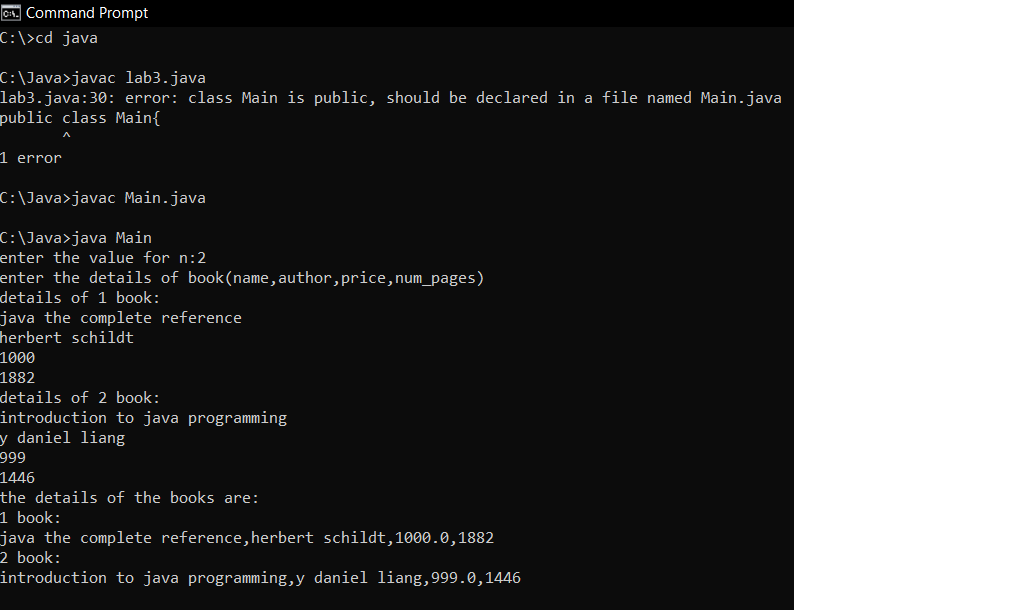 Command Prompt
C:\>cd java
C:\Java>javac lab3.java
lab3.java:30: error: class Main is public, should be declared in a file named Main.java
public class Main{
^
1 error
C:\Java>javac Main.java
C:\Java>java Main
enter the value for n:2
enter the details of book(name,author,price,num_pages)
details of 1 book:
java the complete reference
herbert schildt
1000
1882
details of 2 book:
introduction to java programming
y daniel liang
999
1446
the details of the books are:
1 book:
java the complete reference,herbert schildt,1000.0,1882
2 book:
introduction to java programming,y daniel liang,999.0,1446